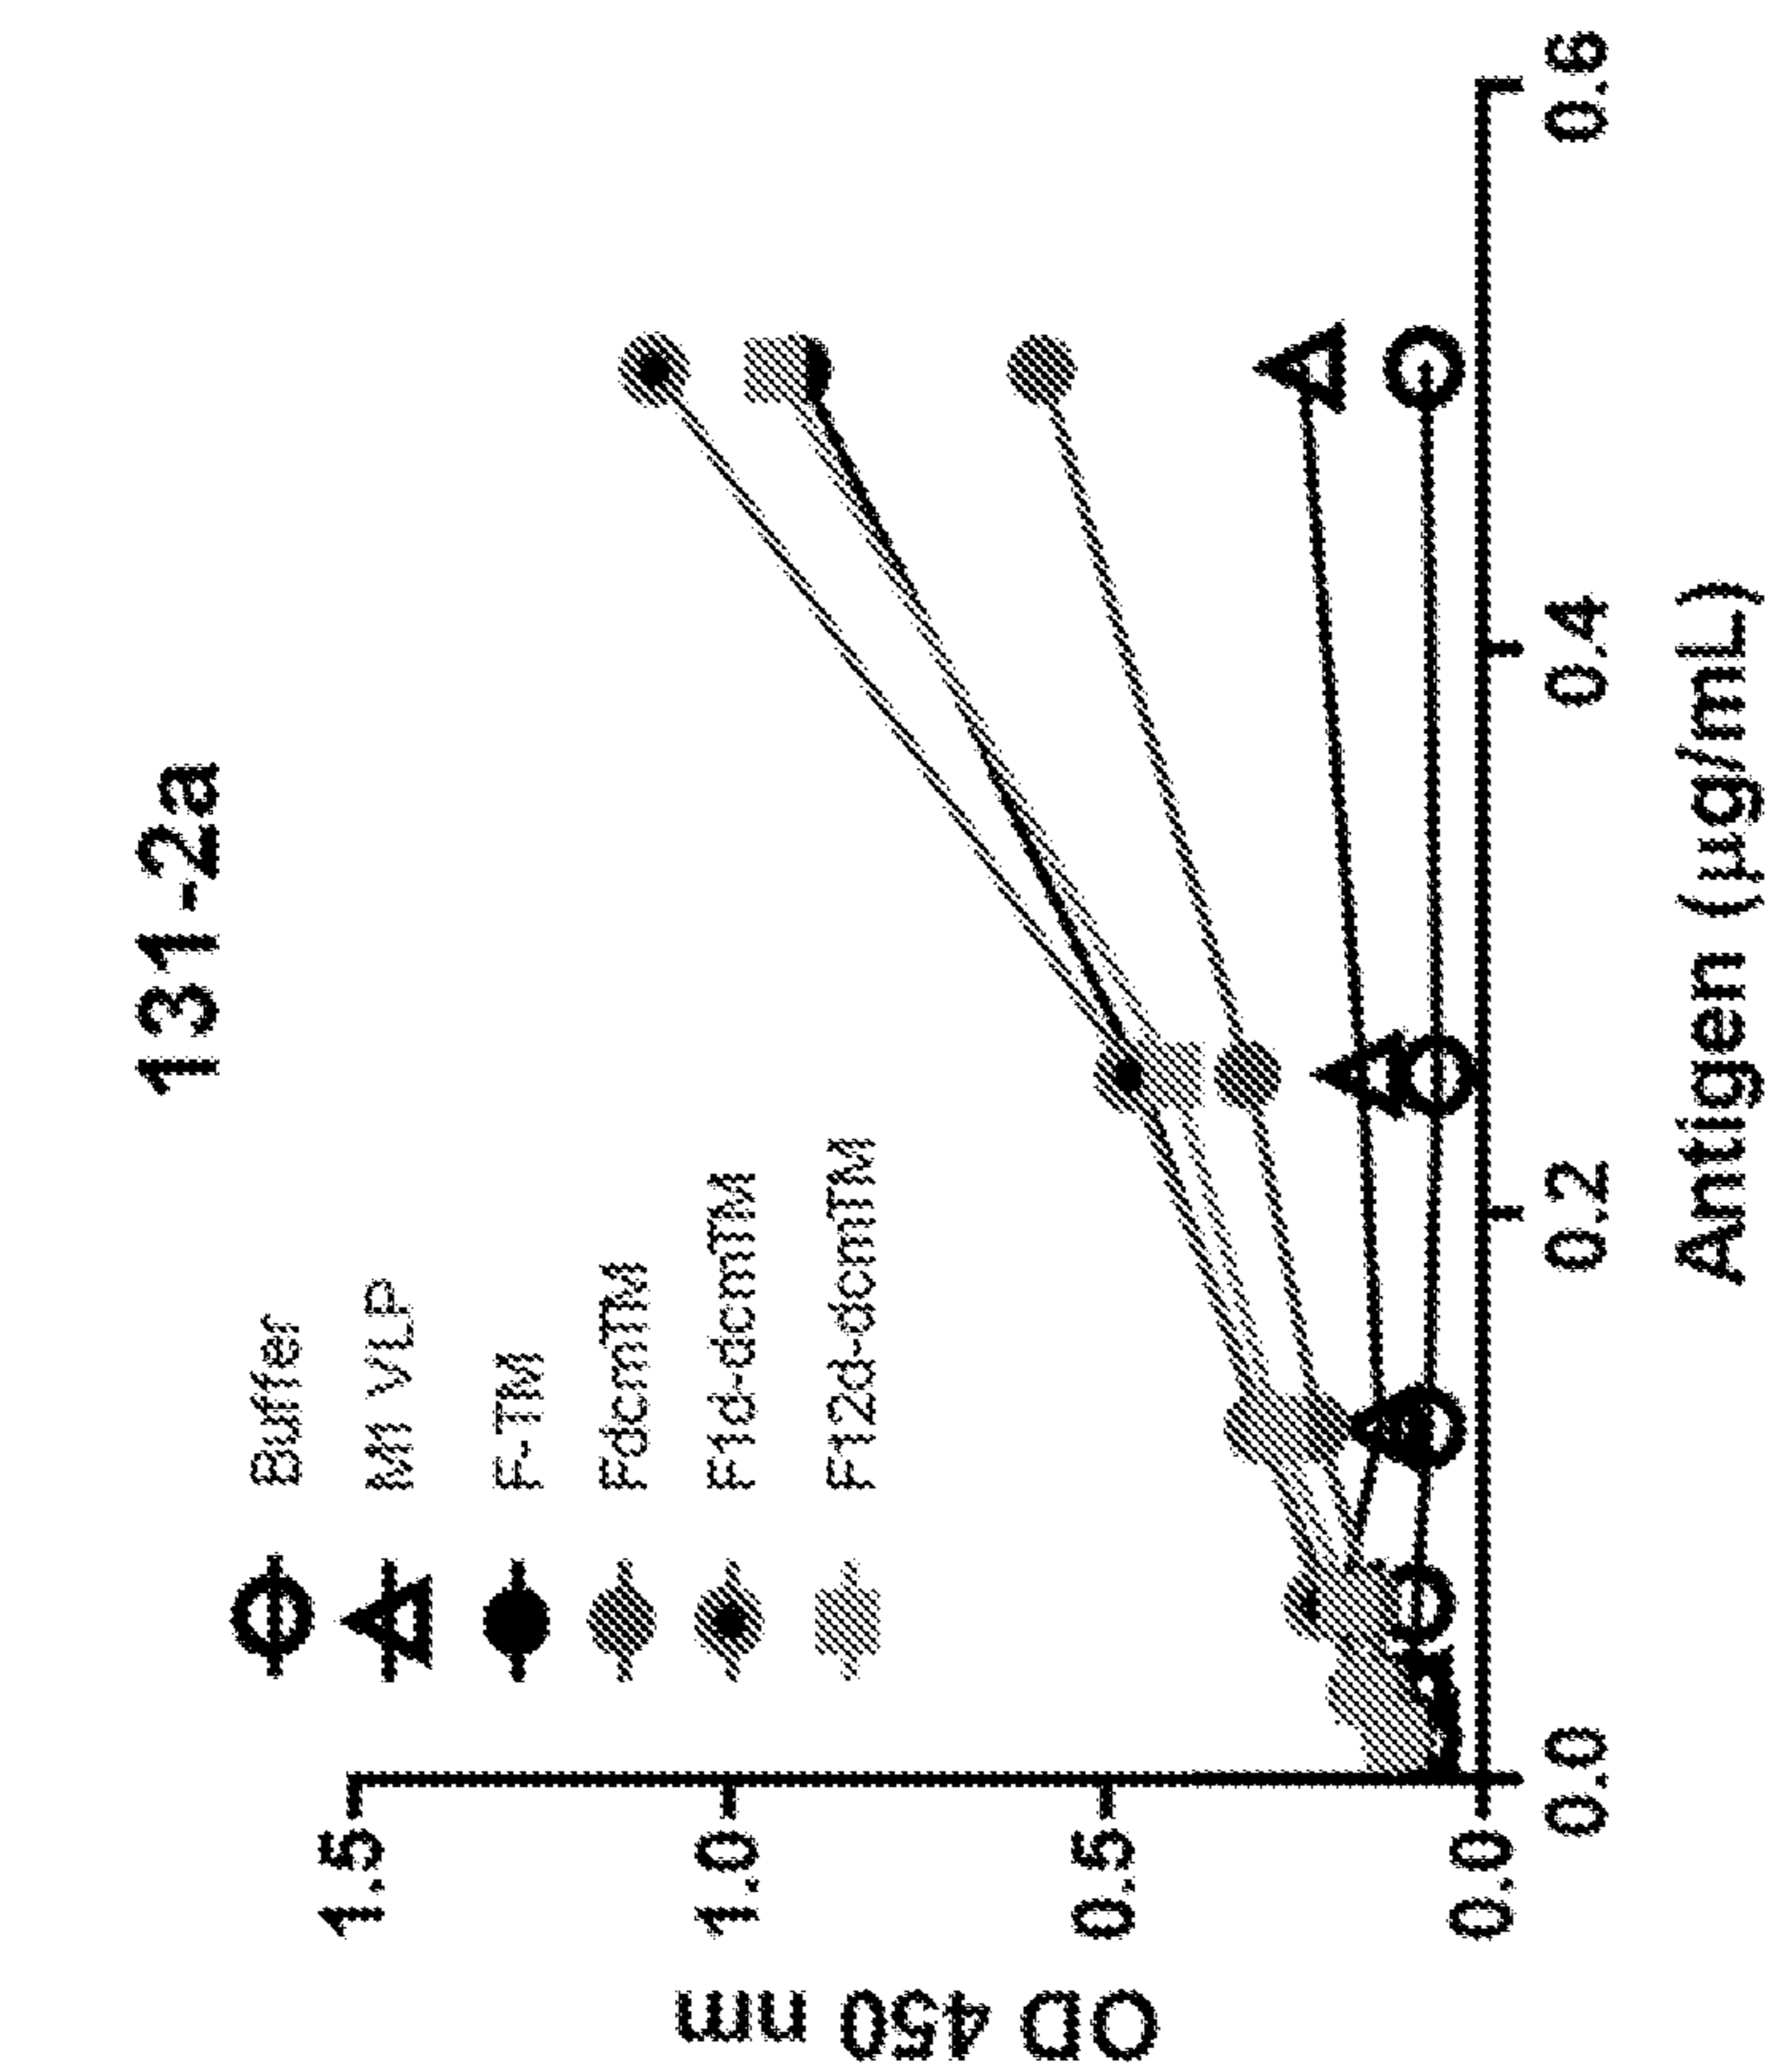 131-2a
Buffer
M1 VLP
F-TM
FdcmTM
F1d-dcmTM
F12d-dcmTM
OD 450 nm
1.5
1.0
0.5
0.0
0.0
0.2
0.4
0.6
Antigen (µg/mL)